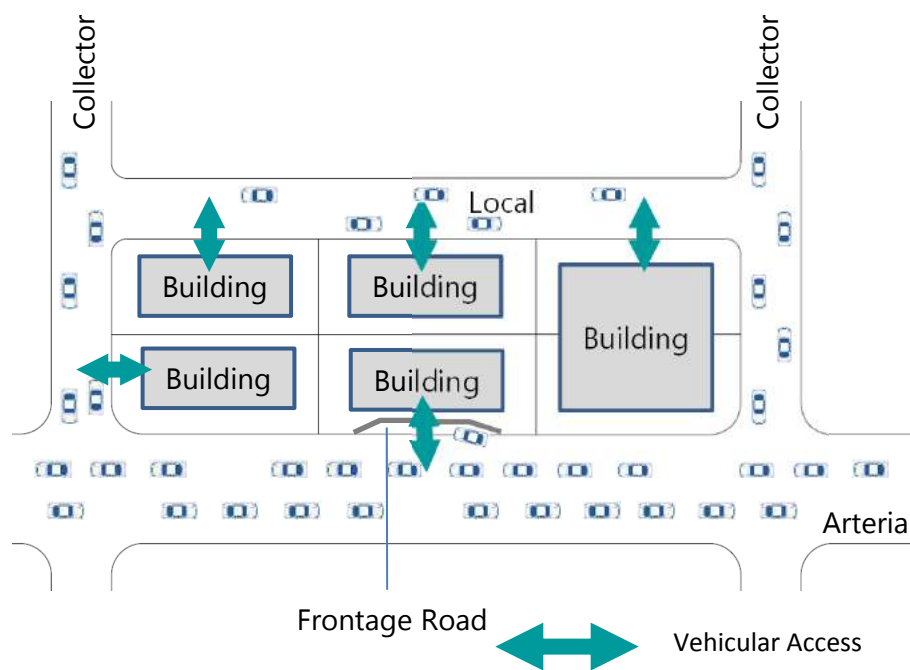 Collector
Collector
Local
Building
Building
Building
Building
Building
Arteria
Frontage Road
Vehicular Access